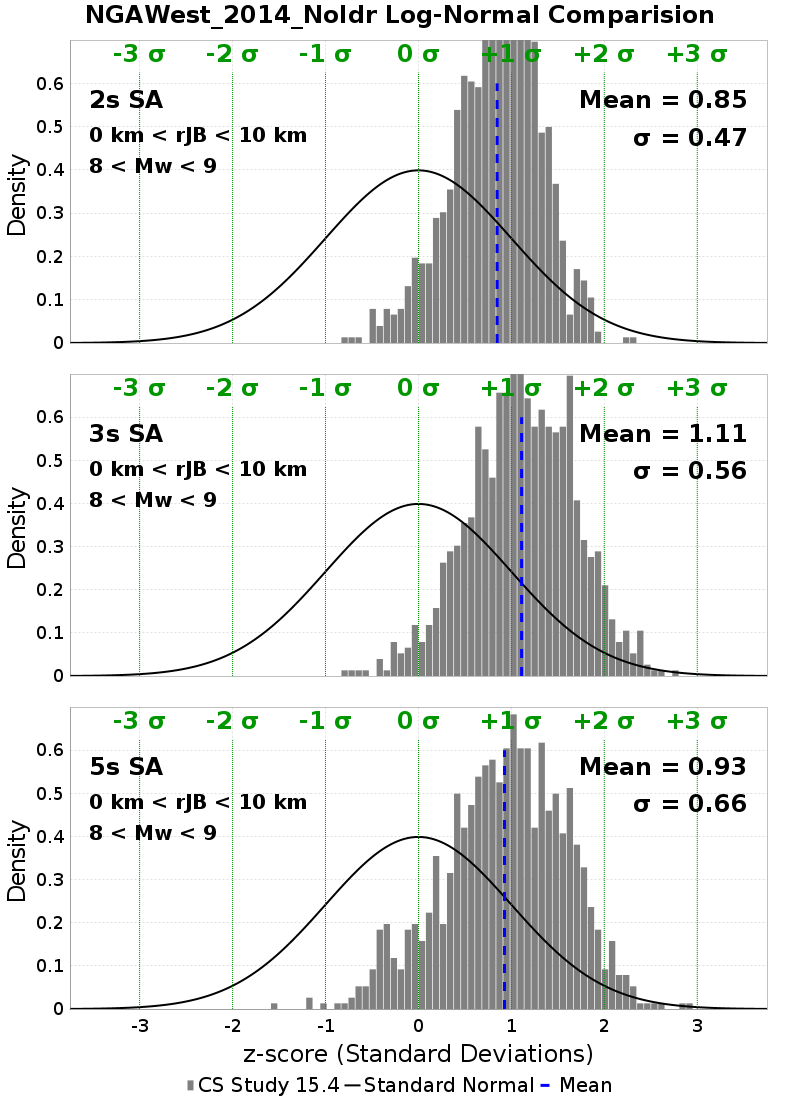 NGAWest_2014_NoIdr Log-Normal Comparision
-3 σ -2 σ -1 σ 0 σ +1 σ +2 σ +3 σ
2s SA
Mean = 0.85
0 km < rJB < 10 km
σ = 0.47
8 < Mw < 9
Density
0.6
0.5
0.4
0.3
0.2
0.1
0
-3 σ -2 σ -1 σ 0 σ +1 σ +2 σ +3 σ
3s SA
Mean = 1.11
0 km < rJB < 10 km
σ = 0.56
8 < Mw < 9
Density
0.6
0.5
0.4
0.3
0.2
0.1
0
-3 σ -2 σ -1 σ 0 σ +1 σ +2 σ +3 σ
5s SA
Mean = 0.93
0 km < rJB < 10 km
σ = 0.66
8 < Mw < 9
Density
0.6
0.5
0.4
0.3
0.2
0.1
0
-3 -2 -1 0 1 2 3
z-score (Standard Deviations)
CS Study 15.4 Standard Normal Mean